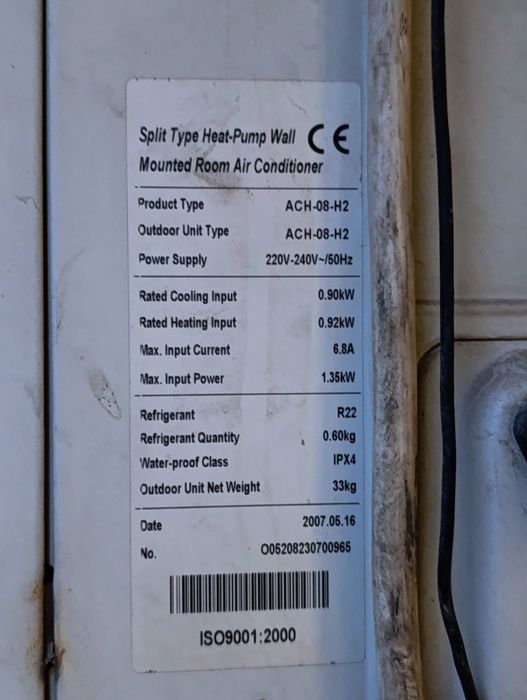 Split Type Heat-Pump Wall CE
Mounted Room Air Conditioner
Product Type ACH-08-H2
Outdoor Unit Type ACH-08-H2
Power Supply 220V-240V~/50Hz
Rated Cooling Input 0.90kW
Rated Heating Input 0.92kW
Max. Input Current 6.8A
Max. Input Power 1.35kW
Refrigerant R22
Refrigerant Quantity 0.60kg
Water-proof Class IPX4
Outdoor Unit Net Weight 33kg
Date 2007.05.16
No. O05208230700965
ISO9001:2000